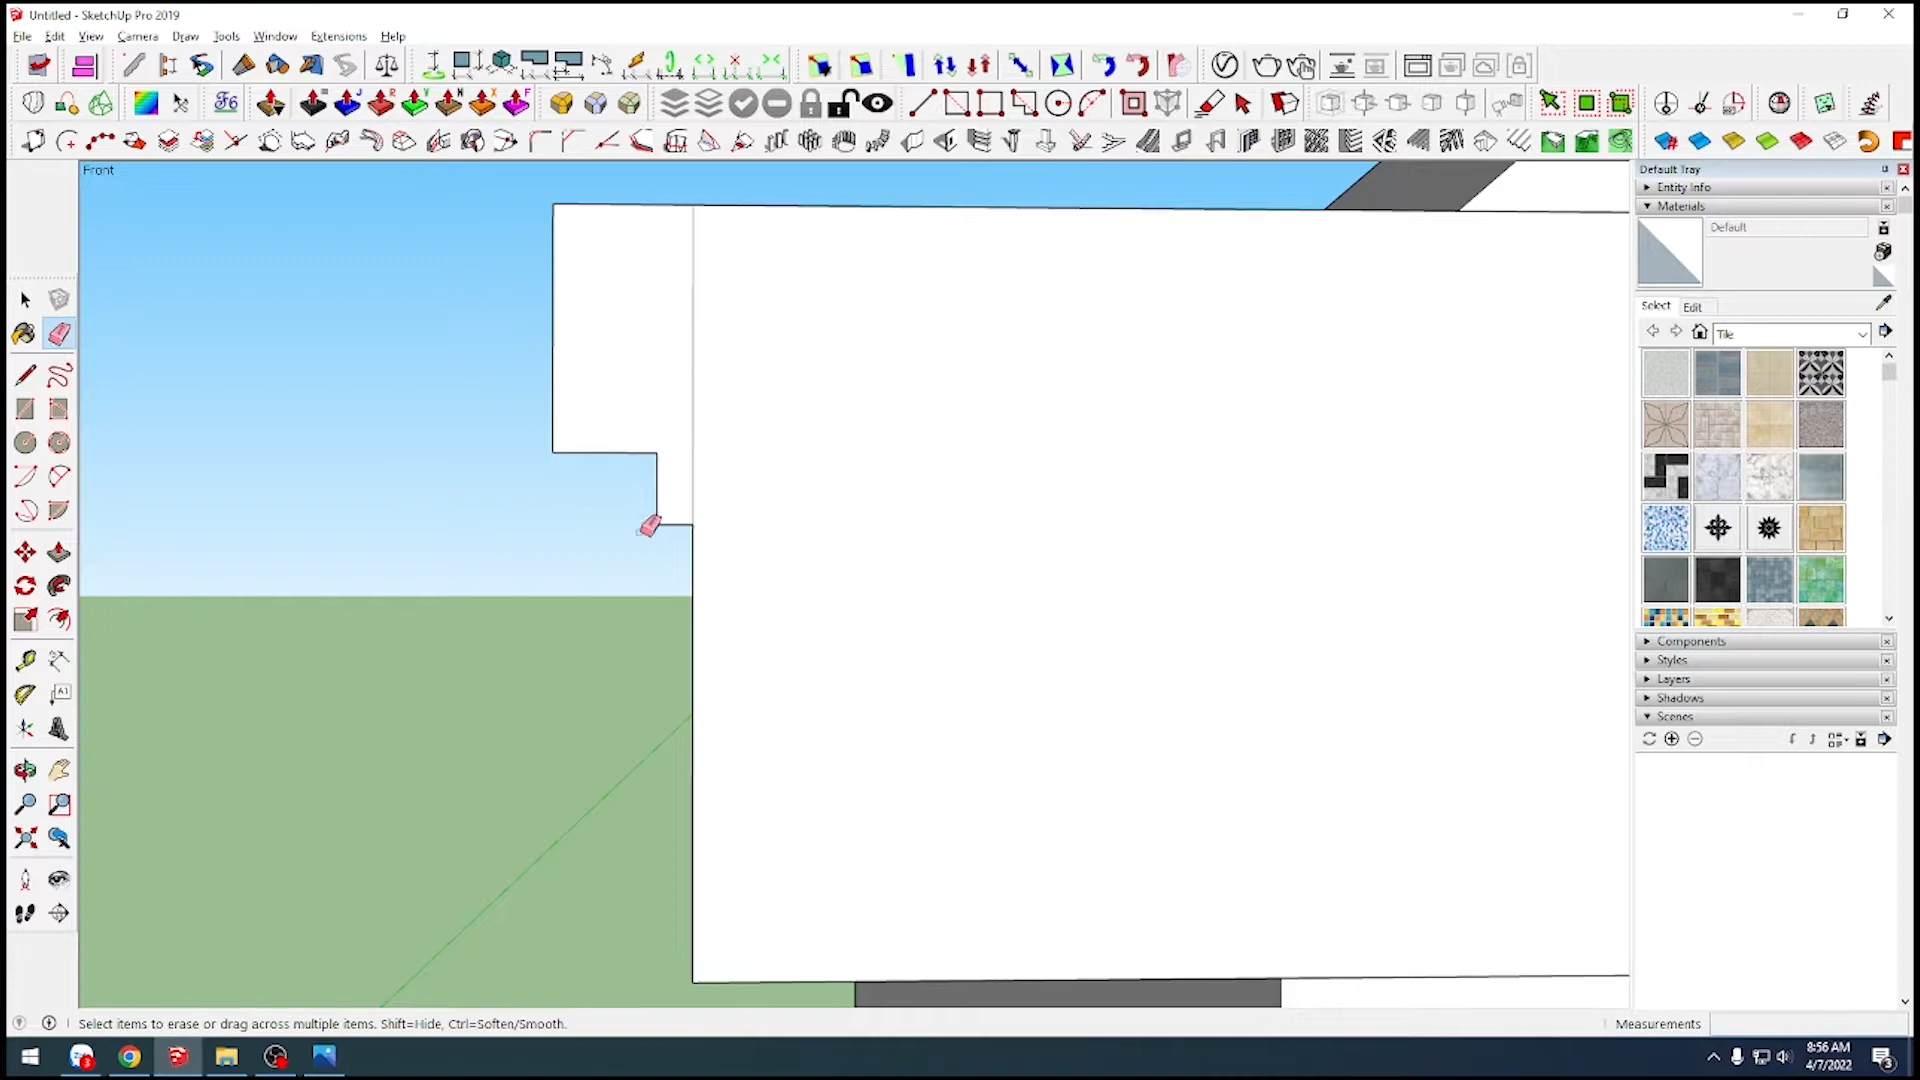 Untitled - SketchUp Pro 2019
File Edit View Camera Draw Tools Window Extensions Help
Front
Default Tray
Entity Info
Materials
Default
Select Edit
Tile
Components
Styles
Layers
Shadows
Scenes
Select items to erase or drag across multiple items. Shift=Hide, Ctrl=Soften/Smooth.
Measurements
8:56 AM
4/7/2022